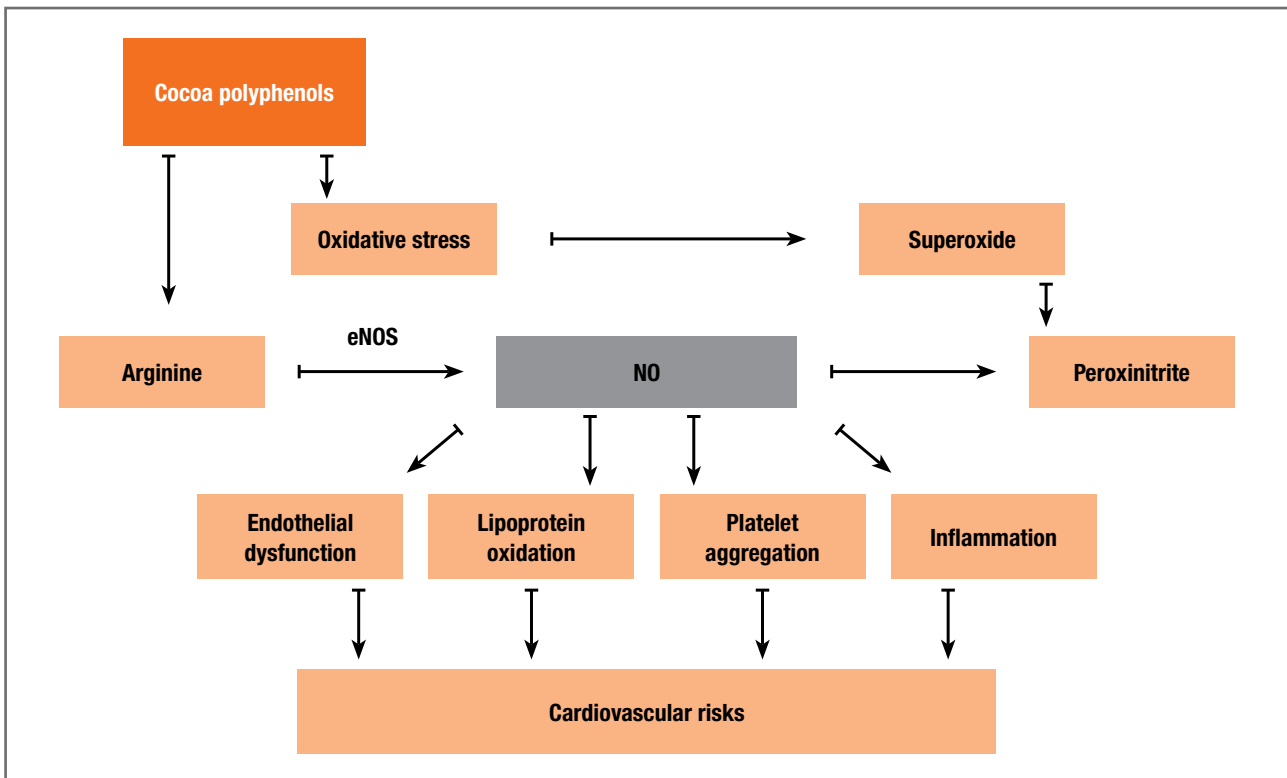 Cocoa polyphenols
Oxidative stress
Superoxide
eNOS
Arginine
NO
Peroxinitrite
Endothelial
dysfunction
Lipoprotein
oxidation
Platelet
aggregation
Inflammation
Cardiovascular risks